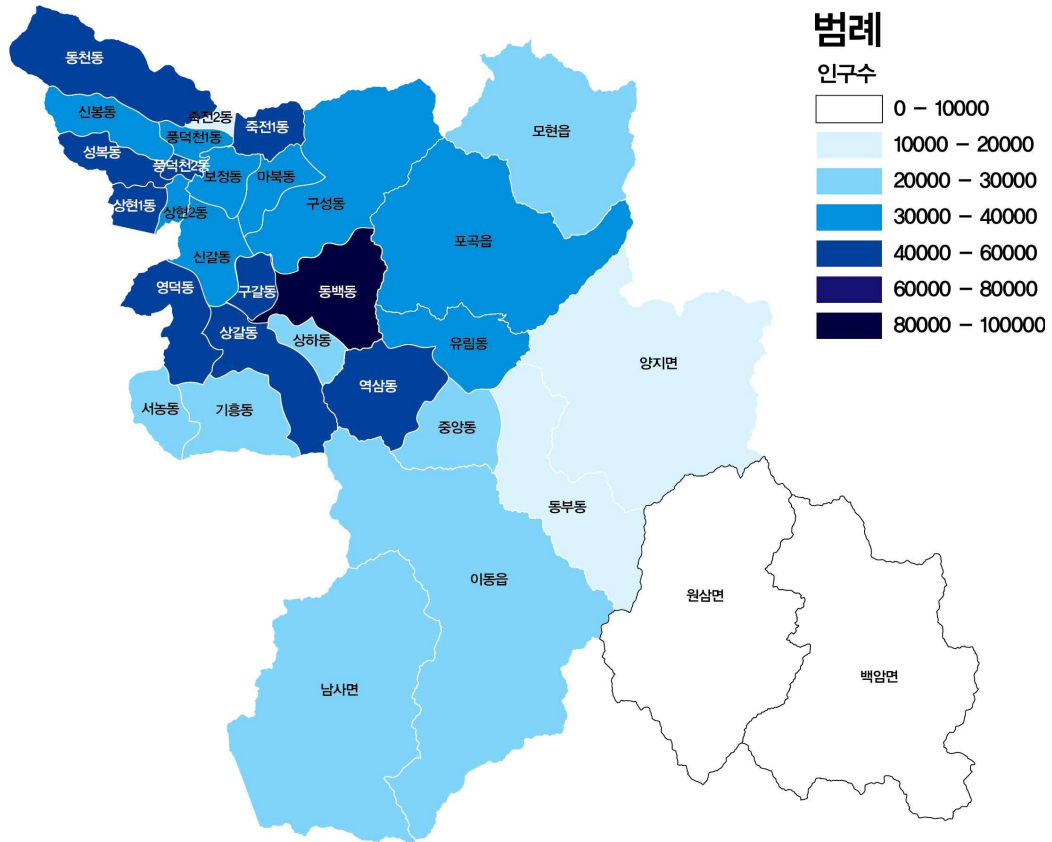 범례
인구수
0 – 10000
10000 – 20000
20000 – 30000
30000 – 40000
40000 – 60000
60000 – 80000
80000 – 100000
동천동
신봉동
죽전2동
죽전1동
풍덕천1동
성복동
풍덕천2동
보정동
마북동
모현읍
상현1동
상현2동
구성동
포곡읍
신갈동
영덕동
구갈동
동백동
상갈동
상하동
유림동
양지면
역삼동
서농동
기흥동
중앙동
동부동
이동읍
원삼면
남사면
백암면